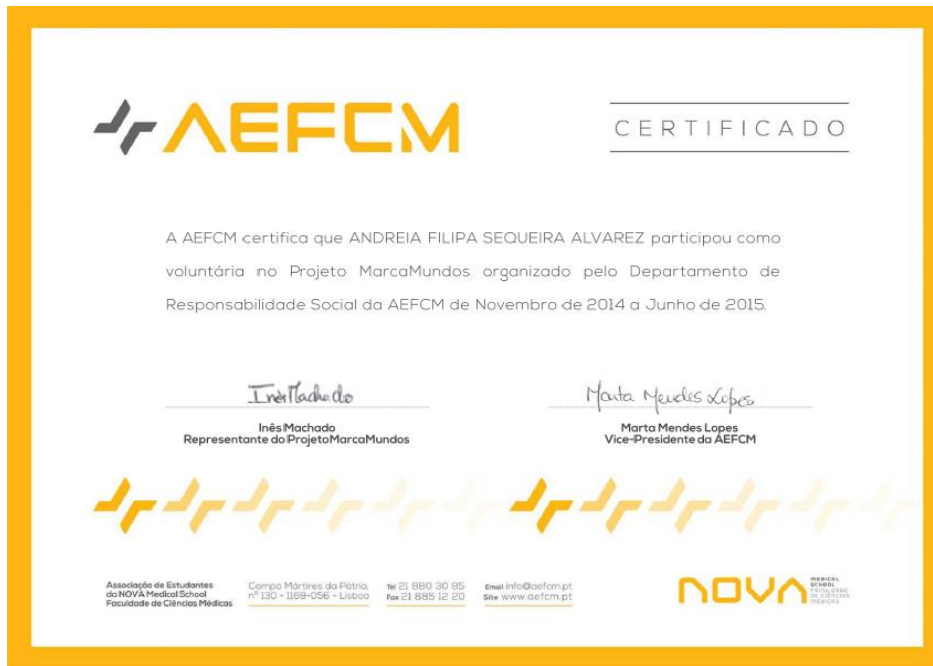 AEFCM
CERTIFICADO
A AEFCM certifica que ANDREIA FILIPA SEQUEIRA ALVAREZ participou como
voluntária no Projeto MarcaMundos organizado pelo Departamento de
Responsabilidade Social da AEFCM de Novembro de 2014 a Junho de 2015.
Inês Machado
Marta Mendes Lopes
Inês Machado
Representante do Projeto MarcaMundos
Marta Mendes Lopes
Vice-Presidente da AEFCM
Associação de Estudantes
da NOVA Medical School
Faculdade de Ciências Médicas
Campo Mártires da Pátria,
nº 130 - 1169-056 - Lisboa
Tel 21 880 30 95
Fax 21 885 12 20
Email info@aefcm.pt
Site www.aefcm.pt
NOVA
MEDICAL
SCHOOL
FACULDADE
DE CIÊNCIAS
MÉDICAS